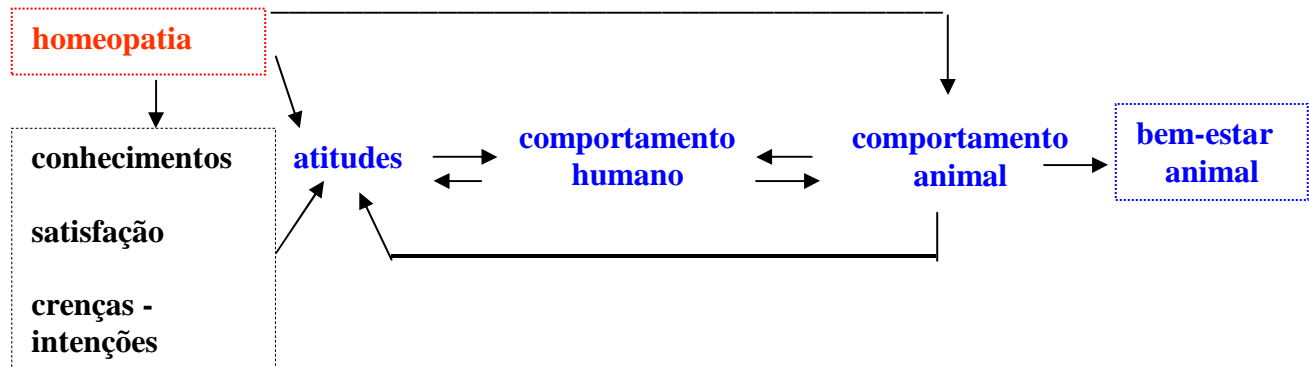 homeopatia
conhecimentos
satisfação
crenças -
intenções
atitudes
comportamento
humano
comportamento
animal
bem-estar
animal